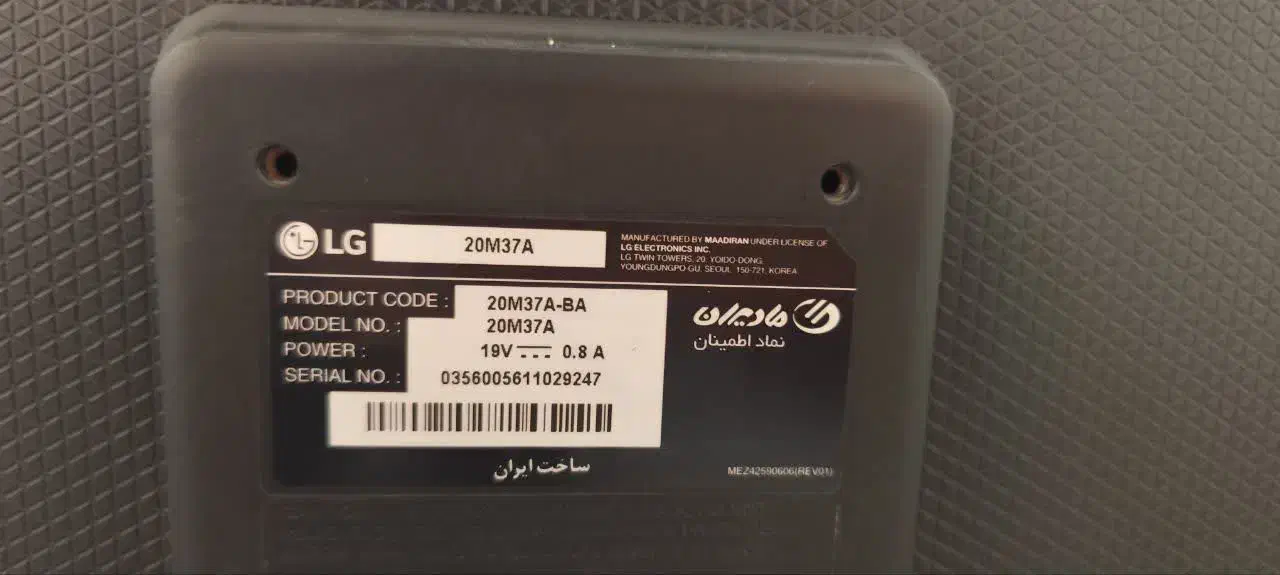 LG 20M37A
MANUFACTURED BY MAADIRAN UNDER LICENSE OF
LG ELECTRONICS INC.
LG TWIN TOWERS, 20, YOIDO-DONG,
YOUNGDUNGPO-GU, SEOUL 150-721, KOREA
PRODUCT CODE : 20M37A-BA
MODEL NO. : 20M37A
POWER : 19V 0.8 A
SERIAL NO. : 0356005611029247
مادیران
نماد اطمینان
ساخت ایران
MEZ42590606(REV01)